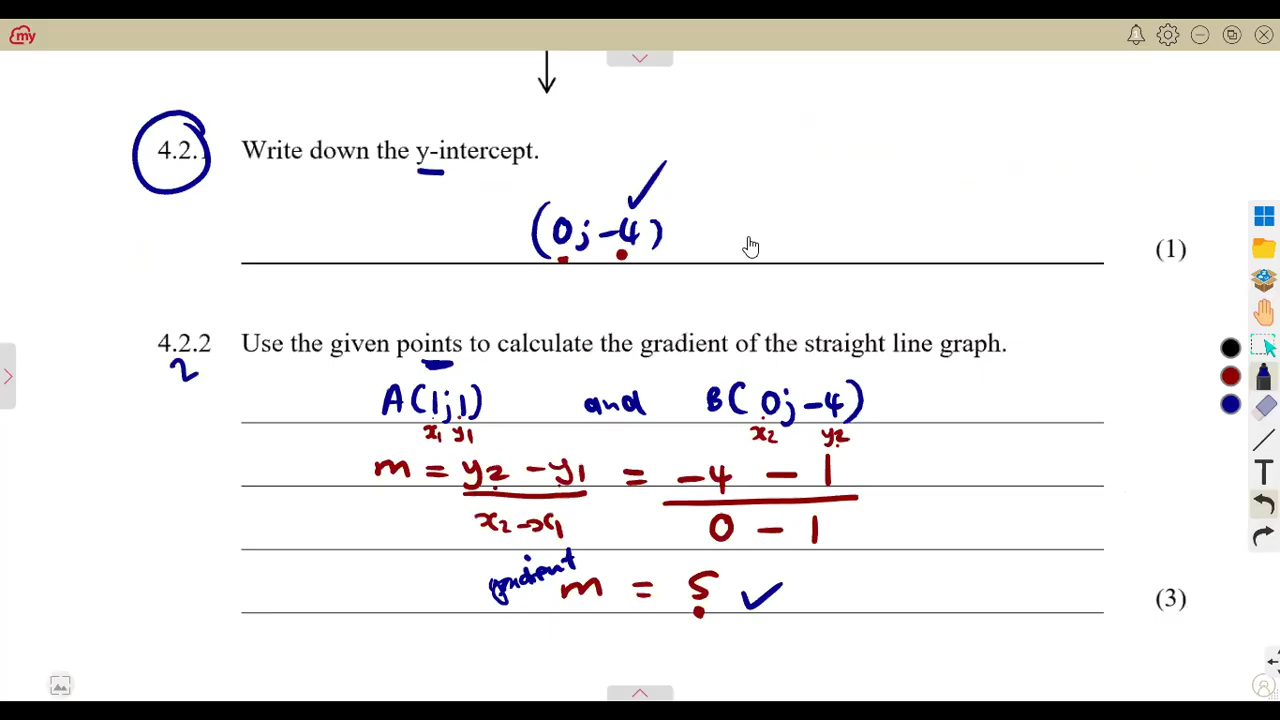 my
4.2.1 Write down the y-intercept.
(0; -4) ✓
(1)
4.2.2 Use the given points to calculate the gradient of the straight line graph.
2
A(1; 1) and B(0; -4)
x1 y1 x2 y2
m = y2 - y1 = -4 - 1
x2 - x1 0 - 1
gradient m = 5 ✓
(3)
T